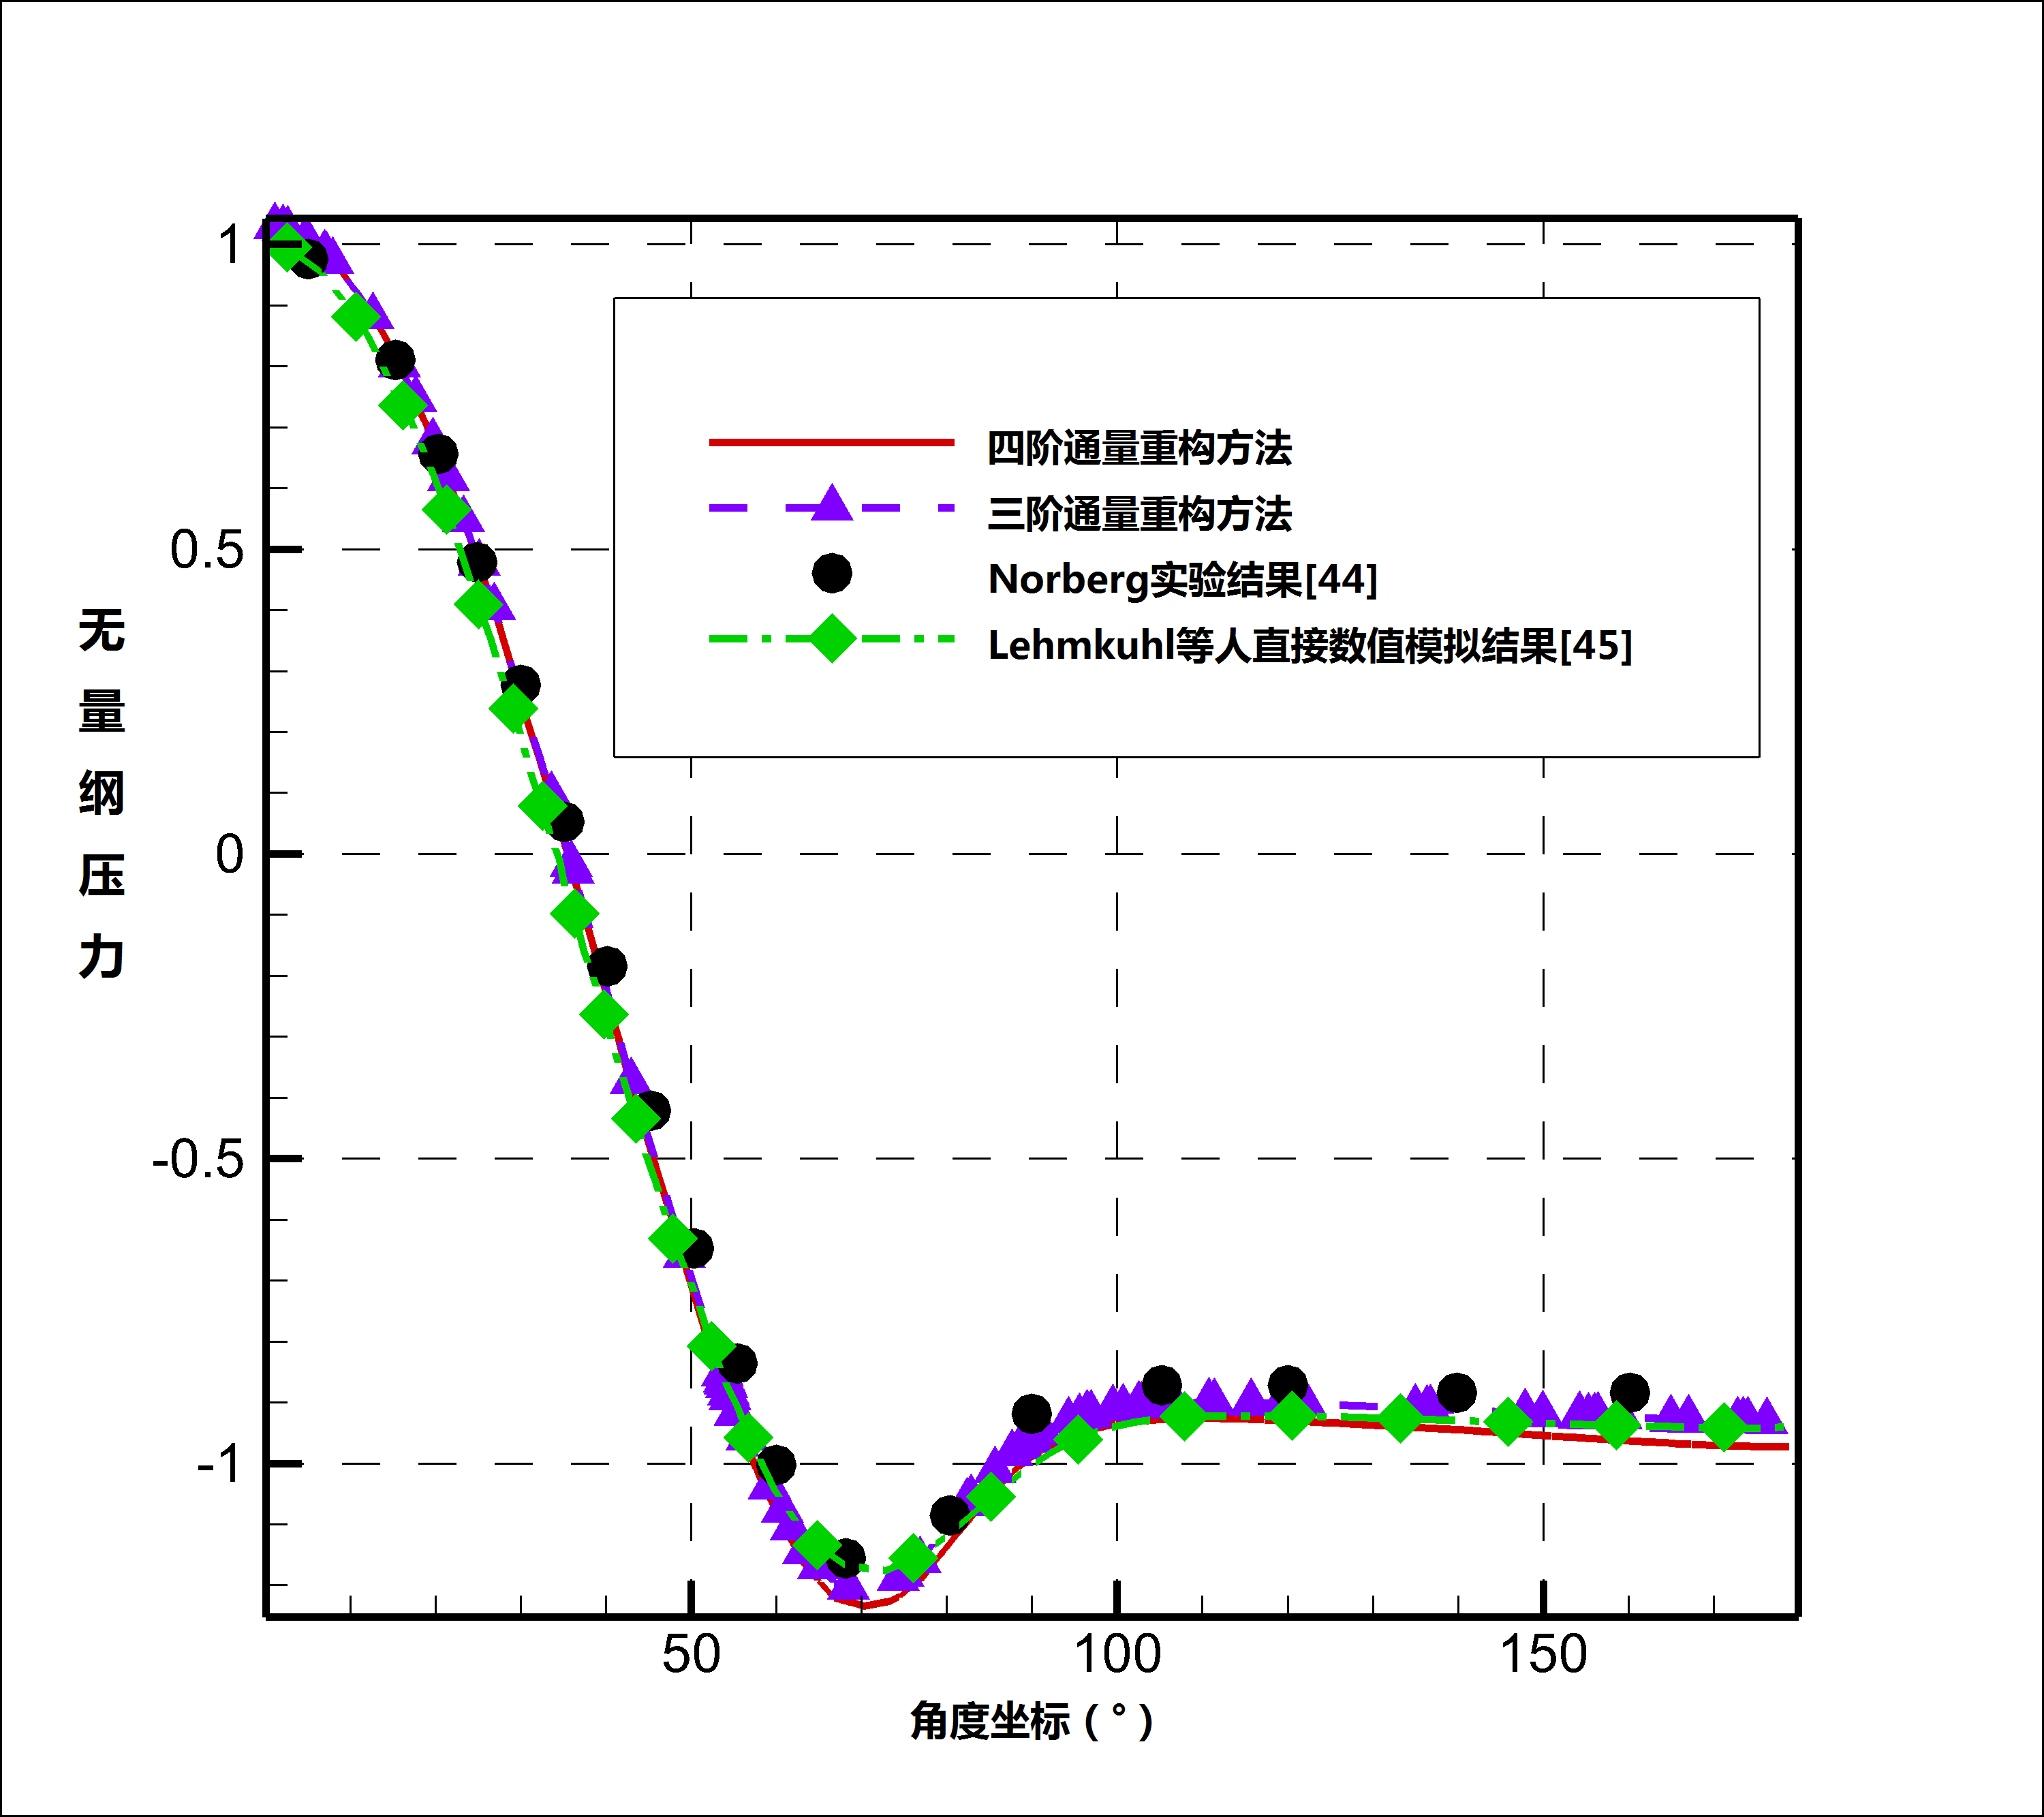 1
0.5
0
-0.5
-1
无量纲压力
四阶通量重构方法
三阶通量重构方法
Norberg实验结果[44]
Lehmkuhl等人直接数值模拟结果[45]
50
100
150
角度坐标(°)